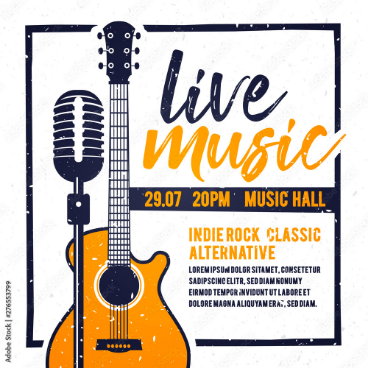 live
music
29.07 20PM MUSIC HALL
INDIE ROCK CLASSIC
ALTERNATIVE
LOREM IPSUM DOLOR SIT AMET, CONSETETUR
SADIPSCING ELITR, SED DIAM NONUMY
EIRMOD TEMPOR INVIDUNT UT LABORE ET
DOLORE MAGNA ALIQUYAM ERAT, SED DIAM.
Adobe Stock | #276553799